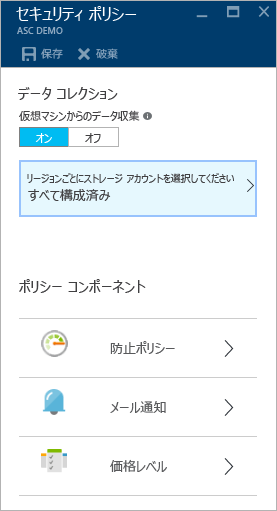 セキュリティ ポリシー
ASC DEMO
保存 破棄
データ コレクション
仮想マシンからのデータ収集
オン オフ
リージョンごとにストレージ アカウントを選択してください
すべて構成済み
ポリシー コンポーネント
防止ポリシー
メール通知
価格レベル